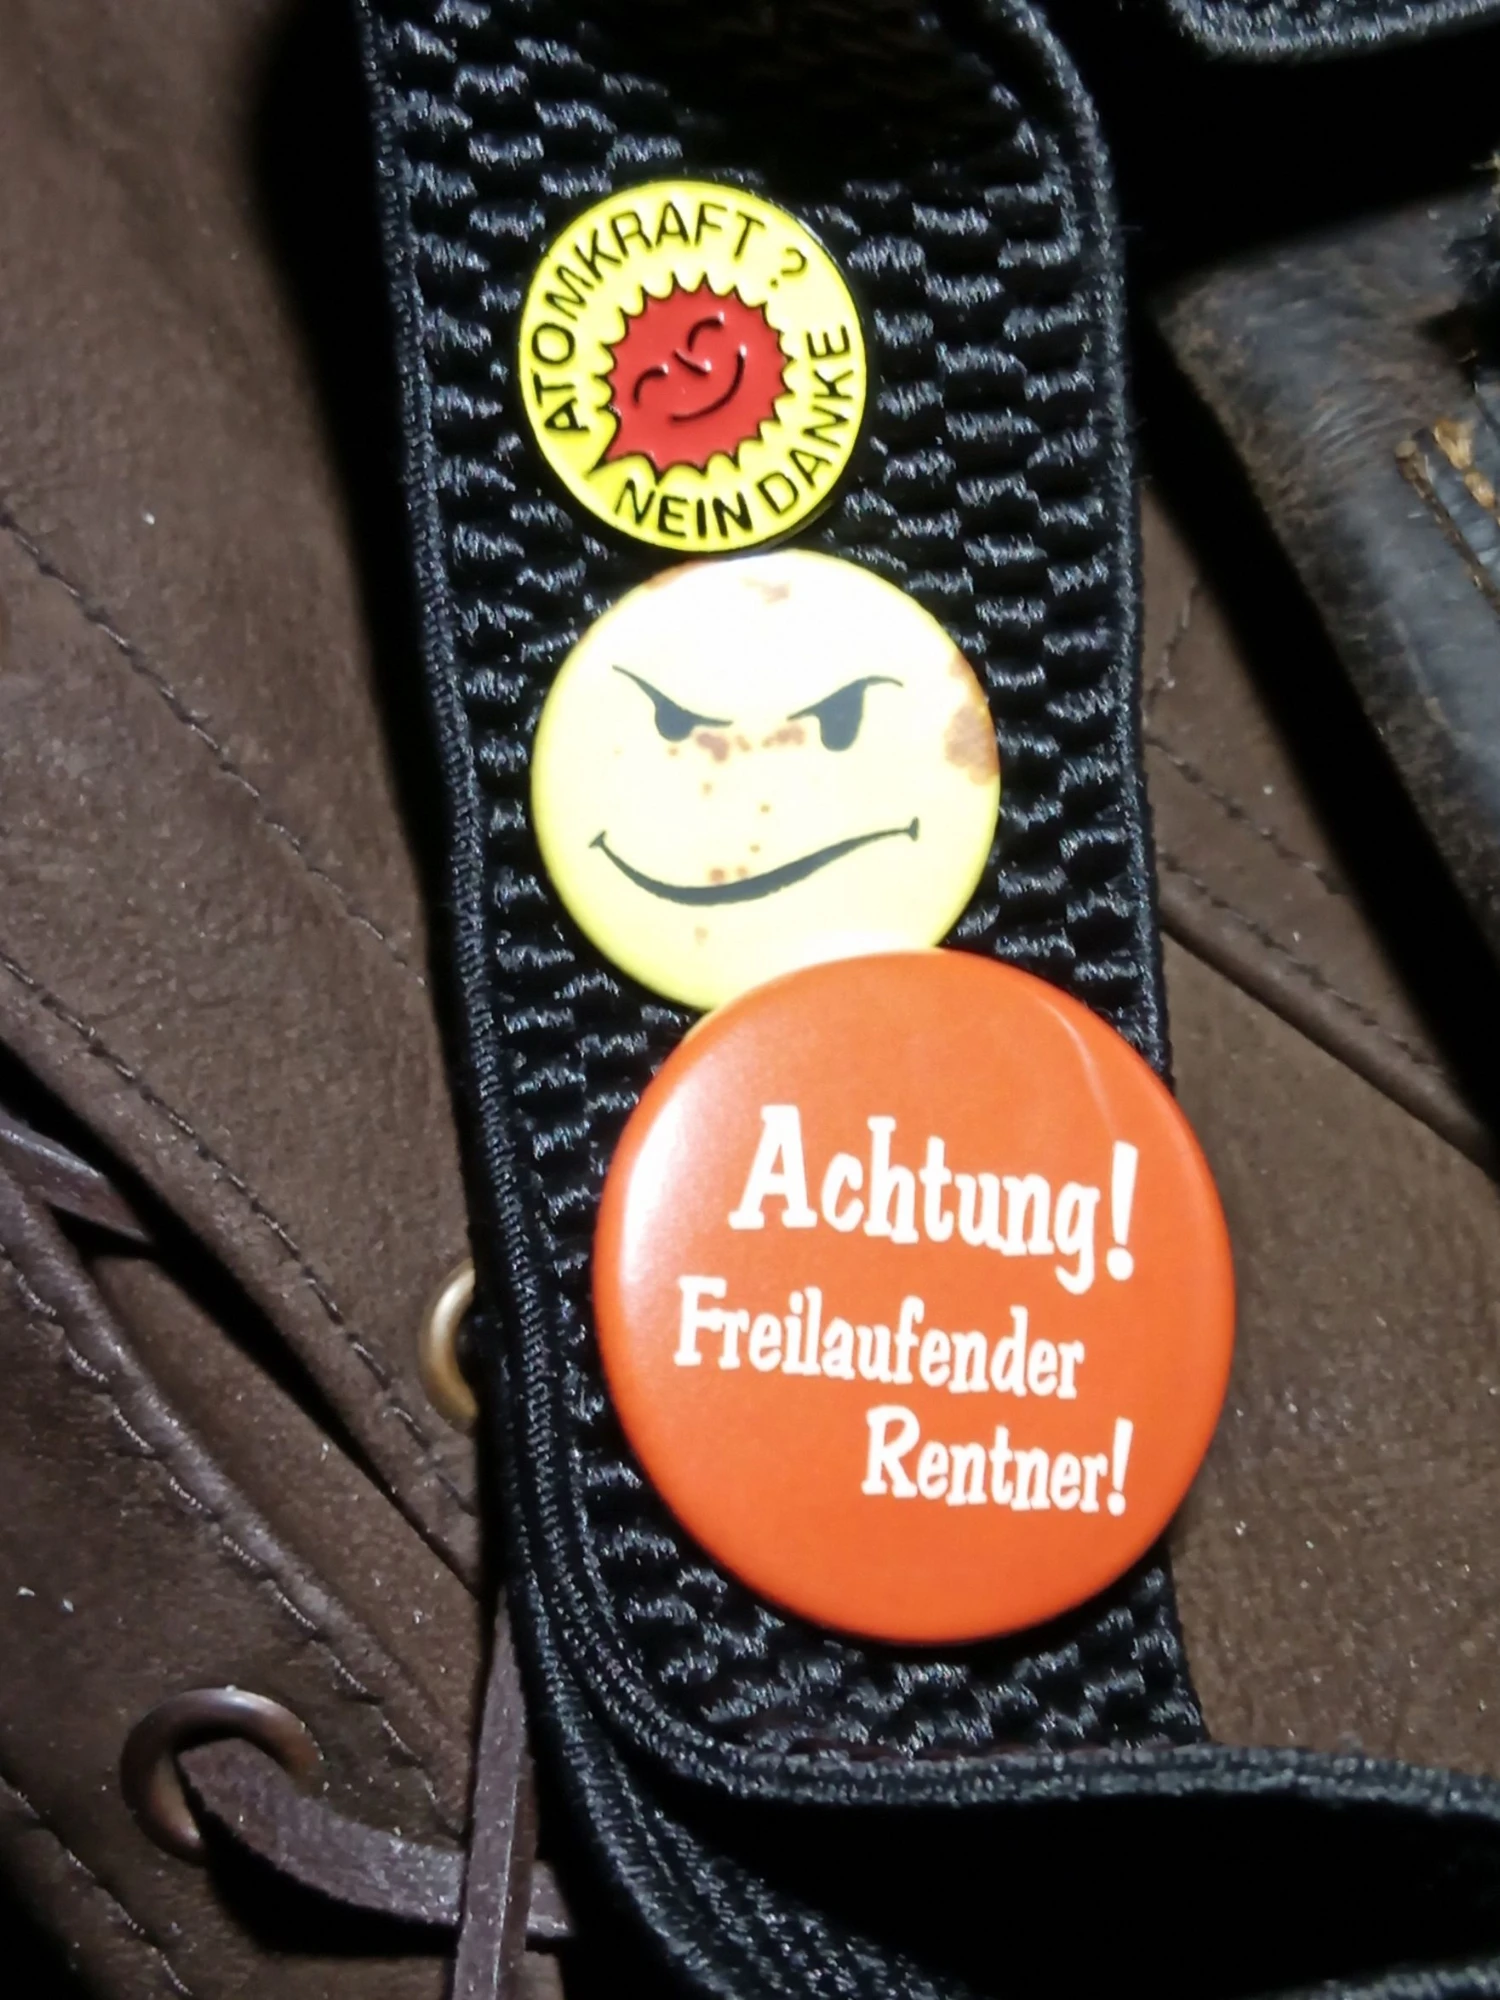 ATOMKRAFT ?
NEIN DANKE
Achtung!
Freilaufender
Rentner!